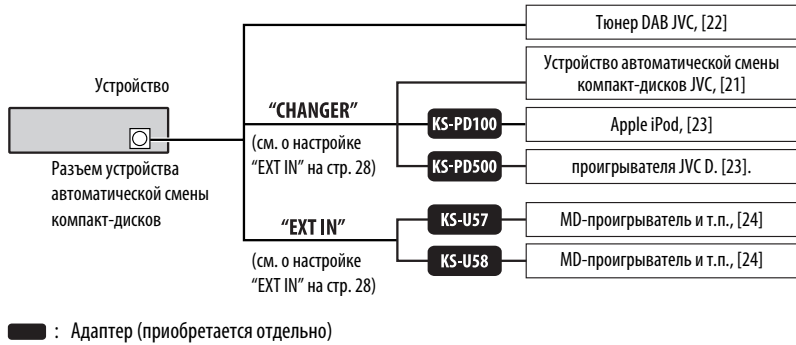 Тюнер DAB JVC, [22]
Устройство автоматической смены
компакт-дисков JVC, [21]
Устройство
“CHANGER”
KS-PD100
Apple iPod, [23]
(см. о настройке
“EXT IN” на стр. 28)
KS-PD500
проигрывателя JVC D. [23].
Разъем устройства
автоматической смены
компакт-дисков
“EXT IN”
KS-U57
MD-проигрыватель и т.п., [24]
(см. о настройке
“EXT IN” на стр. 28)
KS-U58
MD-проигрыватель и т.п., [24]
: Адаптер (приобретается отдельно)